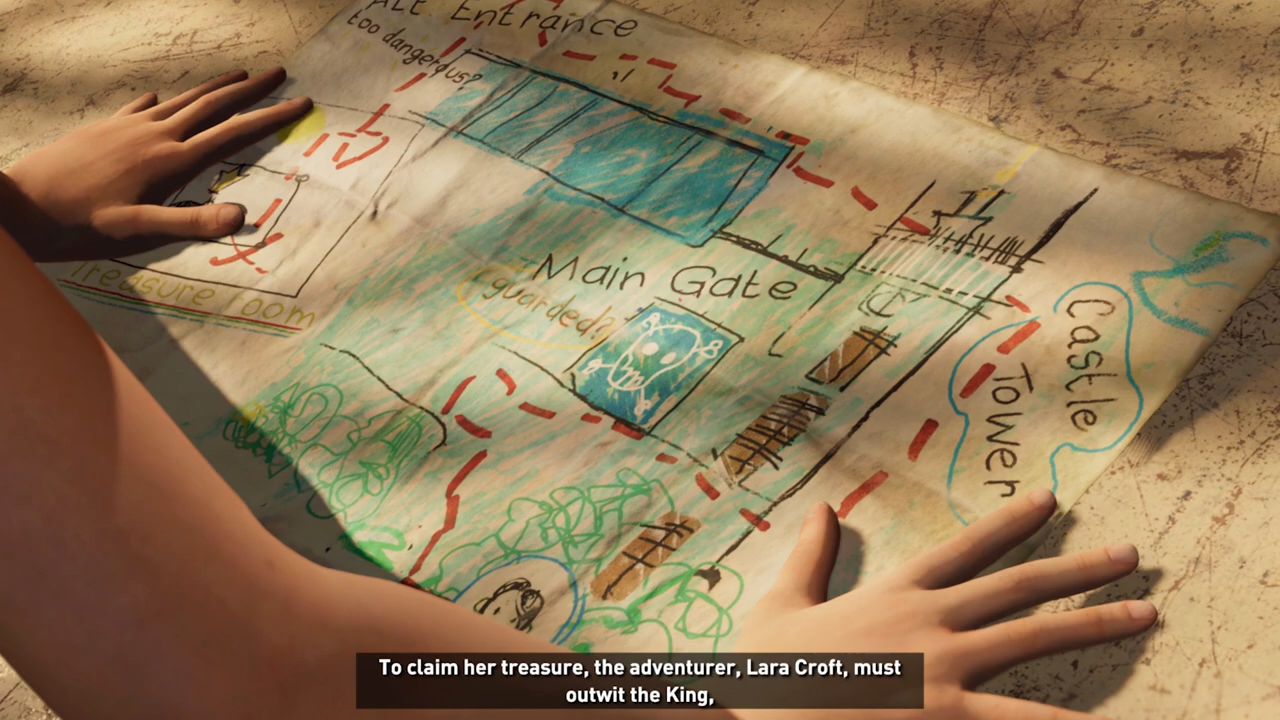 Alt Entrance
too dangerous?
Main Gate
guarded!!
Castle
Tower
Treasure room
To claim her treasure, the adventurer, Lara Croft, must
outwit the King,